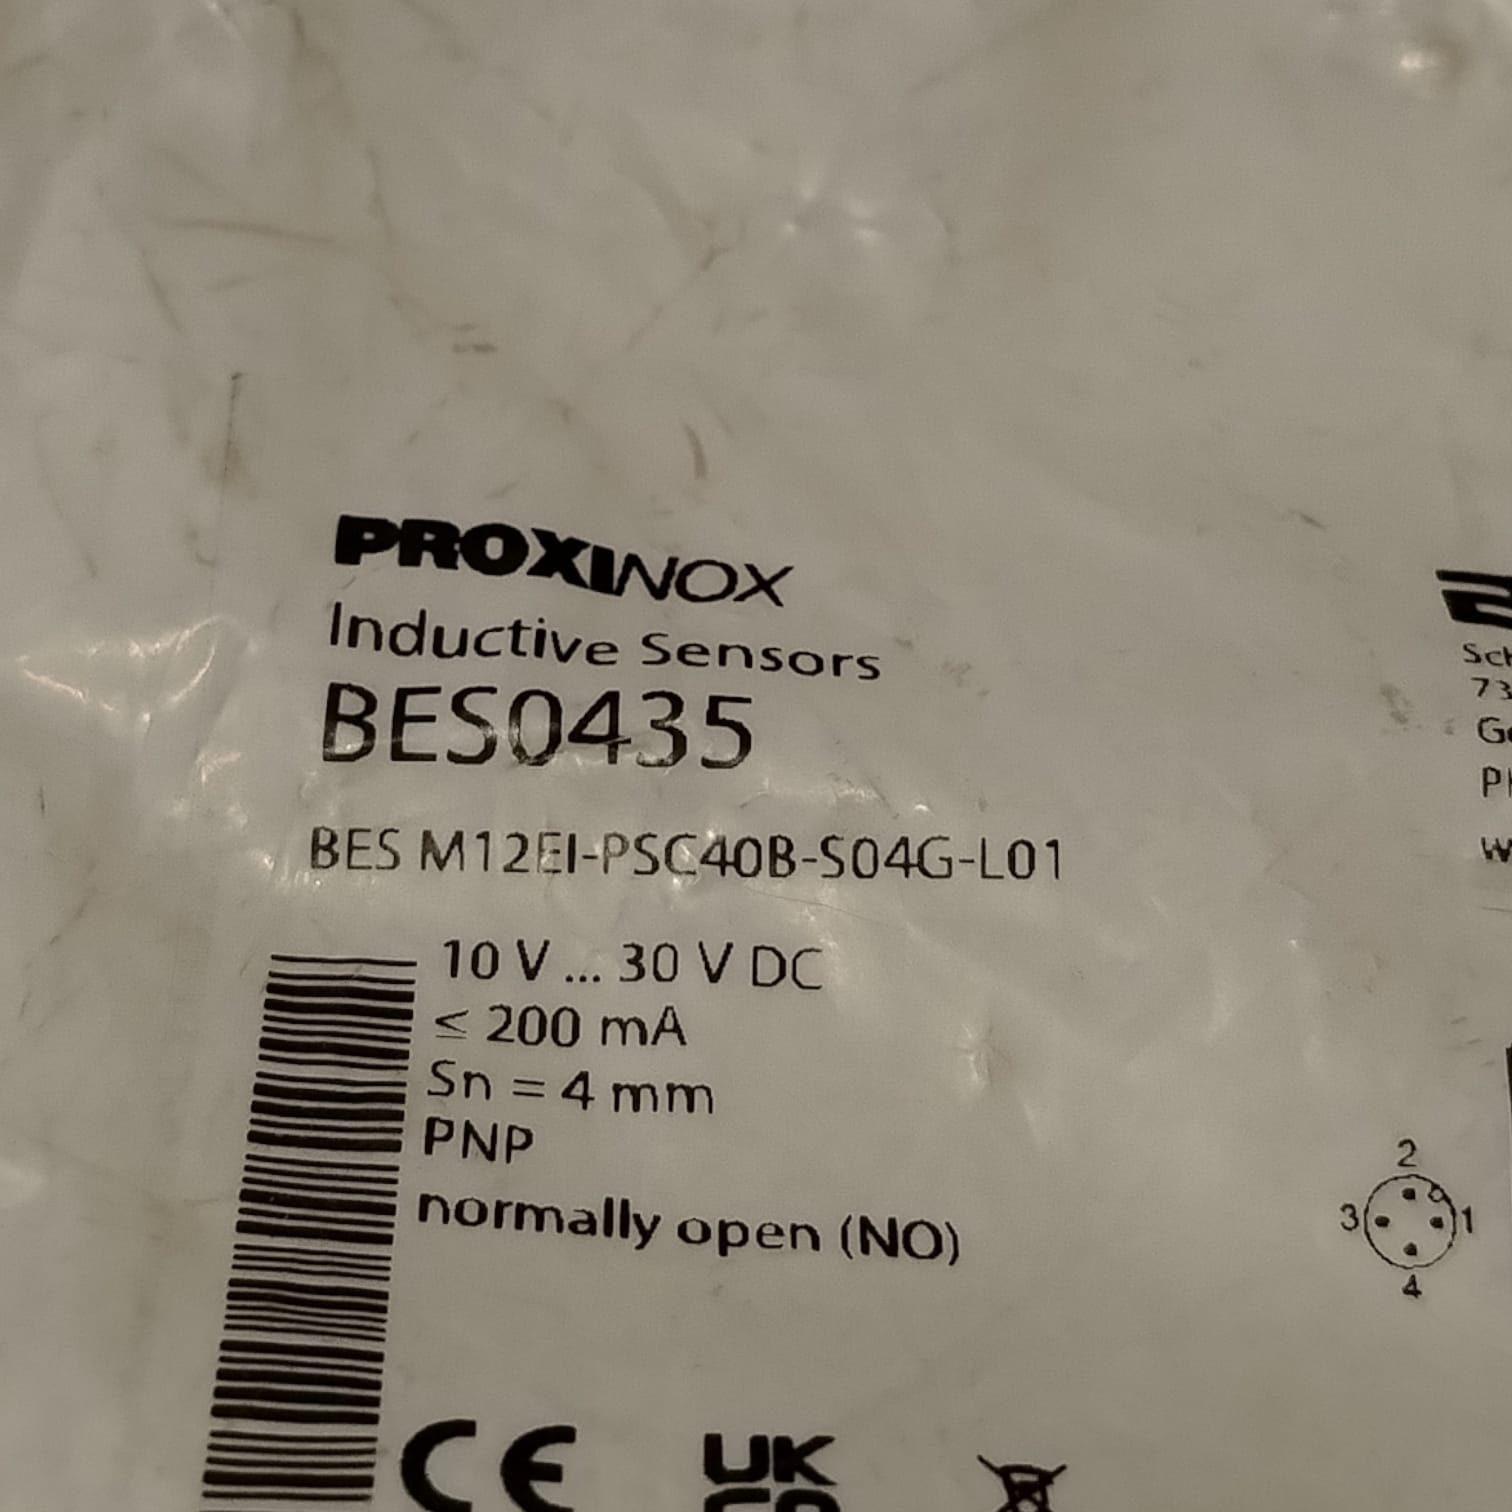 PROXINOX
Inductive Sensors
BES0435
BES M12EI-PSC40B-S04G-L01
10 V ... 30 V DC
≤ 200 mA
Sn = 4 mm
PNP
normally open (NO)
2
3 1
4
CE
UK